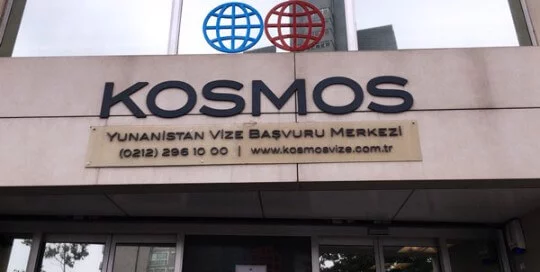 KOSMOS
YUNANİSTAN VİZE BAŞVURU MERKEZİ
(0212) 296 10 00 | www.kosmosvize.com.tr